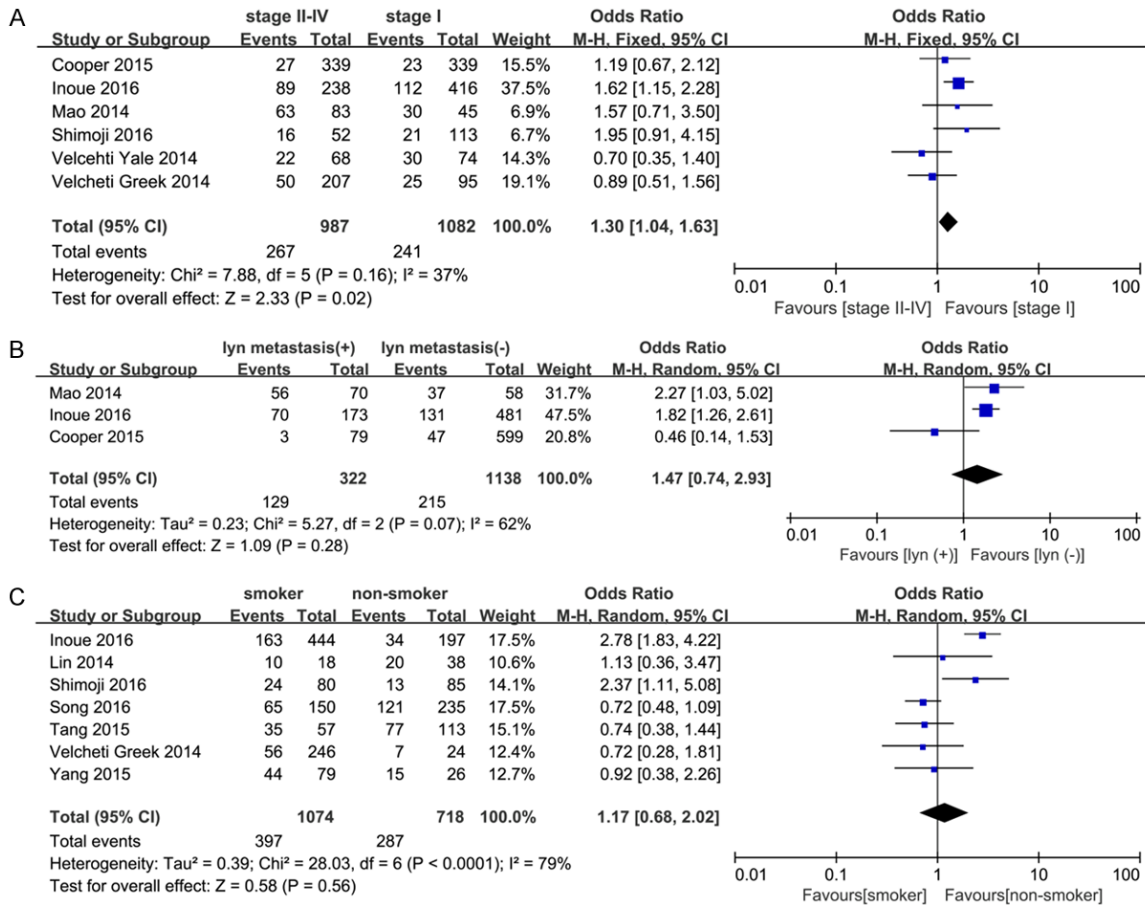 A
stage II-IV stage I Odds Ratio Odds Ratio
Study or Subgroup Events Total Events Total Weight M-H, Fixed, 95% CI M-H, Fixed, 95% CI
Cooper 2015 27 339 23 339 15.5% 1.19 [0.67, 2.12]
Inoue 2016 89 238 112 416 37.5% 1.62 [1.15, 2.28]
Mao 2014 63 83 30 45 6.9% 1.57 [0.71, 3.50]
Shimoji 2016 16 52 21 113 6.7% 1.95 [0.91, 4.15]
Velcehti Yale 2014 22 68 30 74 14.3% 0.70 [0.35, 1.40]
Velcheti Greek 2014 50 207 25 95 19.1% 0.89 [0.51, 1.56]
Total (95% CI) 987 1082 100.0% 1.30 [1.04, 1.63]
Total events 267 241
Heterogeneity: Chi² = 7.88, df = 5 (P = 0.16); I² = 37%
Test for overall effect: Z = 2.33 (P = 0.02)
0.01 0.1 1 10 100
Favours [stage II-IV] Favours [stage I]
B
lyn metastasis(+) lyn metastasis(-) Odds Ratio Odds Ratio
Study or Subgroup Events Total Events Total Weight M-H, Random, 95% CI M-H, Random, 95% CI
Mao 2014 56 70 37 58 31.7% 2.27 [1.03, 5.02]
Inoue 2016 70 173 131 481 47.5% 1.82 [1.26, 2.61]
Cooper 2015 3 79 47 599 20.8% 0.46 [0.14, 1.53]
Total (95% CI) 322 1138 100.0% 1.47 [0.74, 2.93]
Total events 129 215
Heterogeneity: Tau² = 0.23; Chi² = 5.27, df = 2 (P = 0.07); I² = 62%
Test for overall effect: Z = 1.09 (P = 0.28)
0.01 0.1 1 10 100
Favours [lyn (+)] Favours [lyn (-)]
C
smoker non-smoker Odds Ratio Odds Ratio
Study or Subgroup Events Total Events Total Weight M-H, Random, 95% CI M-H, Random, 95% CI
Inoue 2016 163 444 34 197 17.5% 2.78 [1.83, 4.22]
Lin 2014 10 18 20 38 10.6% 1.13 [0.36, 3.47]
Shimoji 2016 24 80 13 85 14.1% 2.37 [1.11, 5.08]
Song 2016 65 150 121 235 17.5% 0.72 [0.48, 1.09]
Tang 2015 35 57 77 113 15.1% 0.74 [0.38, 1.44]
Velcheti Greek 2014 56 246 7 24 12.4% 0.72 [0.28, 1.81]
Yang 2015 44 79 15 26 12.7% 0.92 [0.38, 2.26]
Total (95% CI) 1074 718 100.0% 1.17 [0.68, 2.02]
Total events 397 287
Heterogeneity: Tau² = 0.39; Chi² = 28.03, df = 6 (P < 0.0001); I² = 79%
Test for overall effect: Z = 0.58 (P = 0.56)
0.01 0.1 1 10 100
Favours[smoker] Favours[non-smoker]